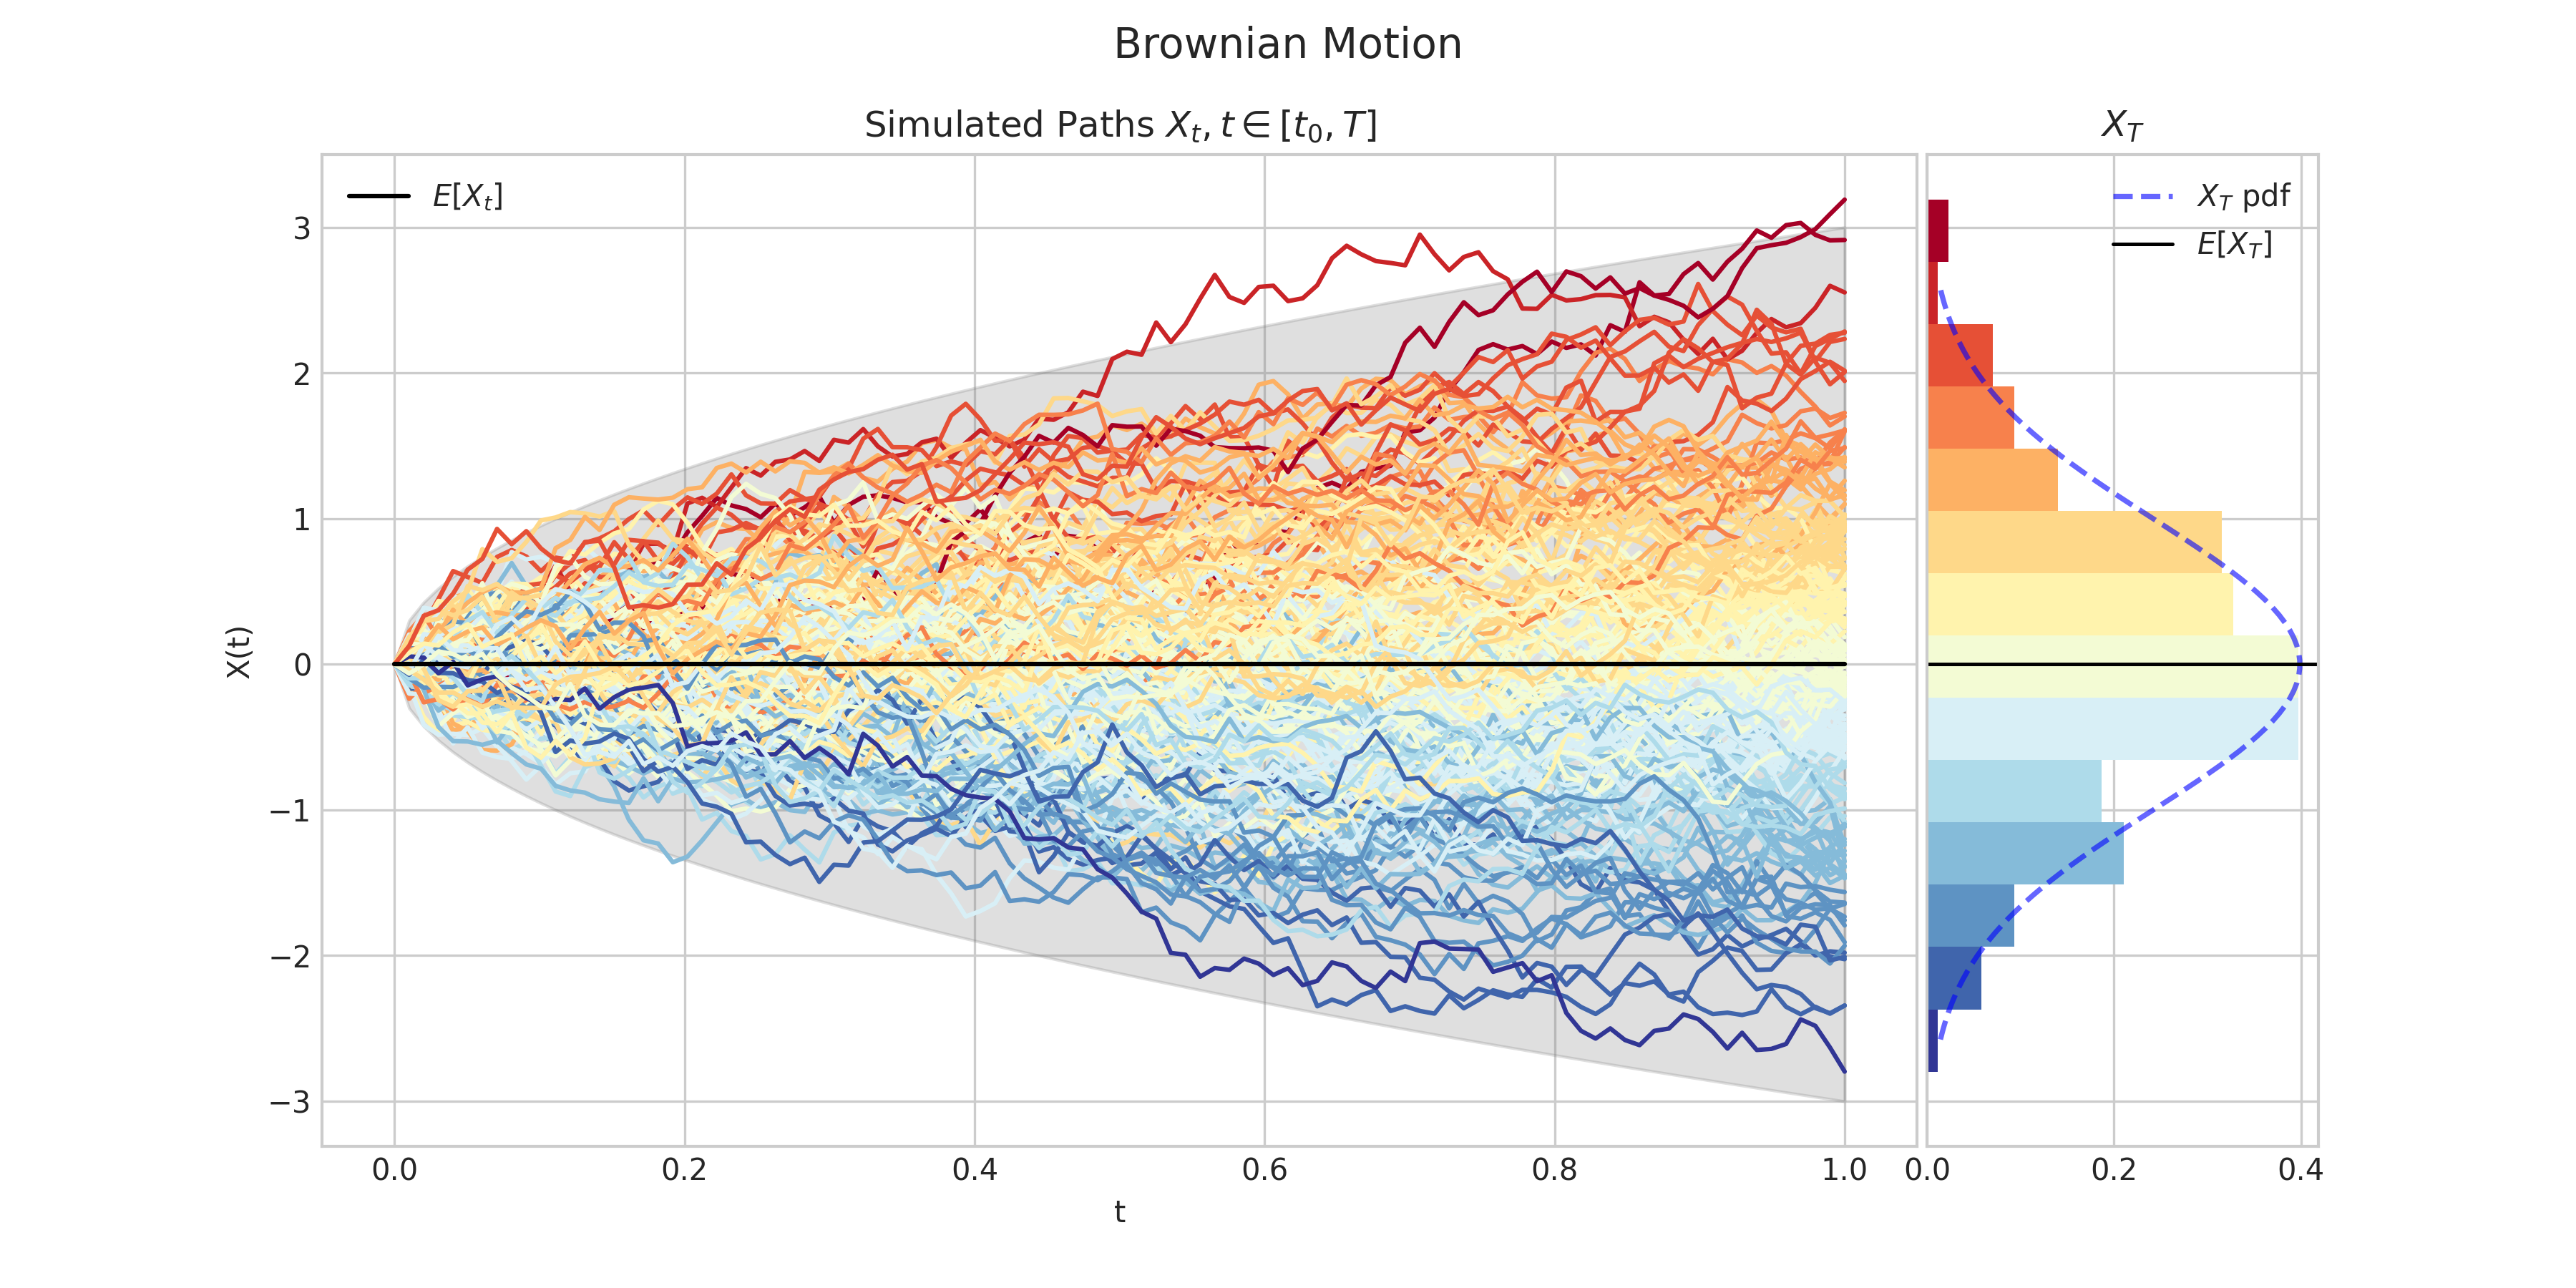 Brownian Motion
Simulated Paths $X_t, t \in [t_0, T]$
$X_T$
$E[X_t]$
$X_T$ pdf
$E[X_T]$
3
2
1
0
−1
−2
−3
X(t)
0.0 0.2 0.4 0.6 0.8 1.0
0.0 0.2 0.4
t